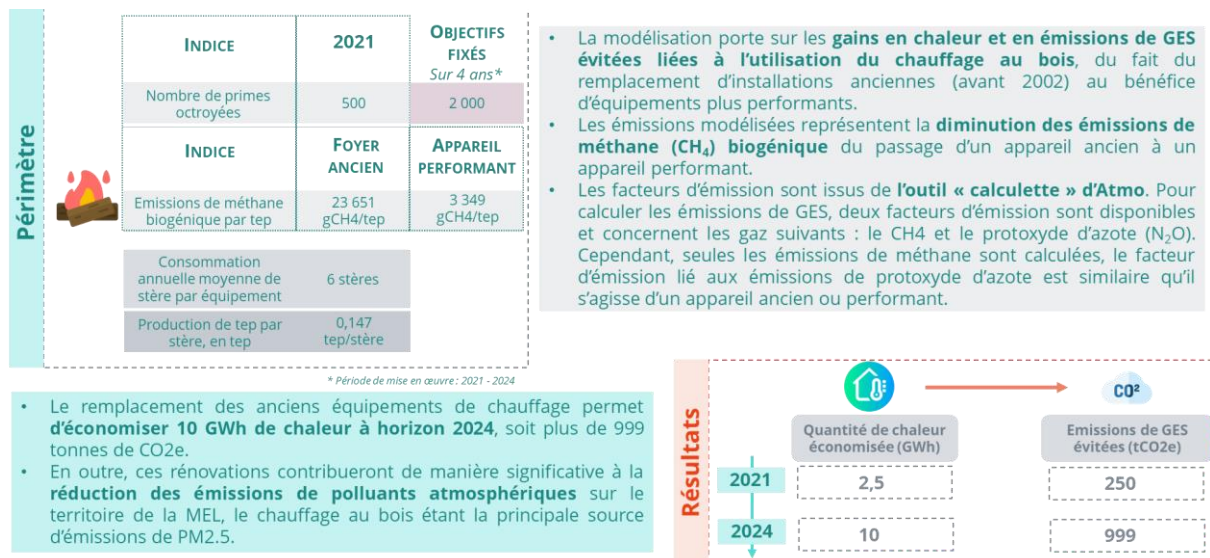 Périmètre
INDICE
2021
OBJECTIFS
FIXÉS
Sur 4 ans*
Nombre de primes
octroyées
500
2 000
INDICE
FOYER
ANCIEN
APPAREIL
PERFORMANT
Emissions de méthane
biogénique par tep
23 651
gCH4/tep
3 349
gCH4/tep
Consommation
annuelle moyenne de
stère par équipement
6 stères
Production de tep par
stère, en tep
0,147
tep/stère
* Période de mise en œuvre : 2021 - 2024
• La modélisation porte sur les gains en chaleur et en émissions de GES
évitées liées à l’utilisation du chauffage au bois, du fait du
remplacement d’installations anciennes (avant 2002) au bénéfice
d’équipements plus performants.
• Les émissions modélisées représentent la diminution des émissions de
méthane (CH₄) biogénique du passage d’un appareil ancien à un
appareil performant.
• Les facteurs d’émission sont issus de l’outil « calculette » d’Atmo. Pour
calculer les émissions de GES, deux facteurs d’émission sont disponibles
et concernent les gaz suivants : le CH4 et le protoxyde d’azote (N₂O).
Cependant, seules les émissions de méthane sont calculées, le facteur
d’émission lié aux émissions de protoxyde d’azote est similaire qu’il
s’agisse d’un appareil ancien ou performant.
• Le remplacement des anciens équipements de chauffage permet
d’économiser 10 GWh de chaleur à horizon 2024, soit plus de 999
tonnes de CO2e.
• En outre, ces rénovations contribueront de manière significative à la
réduction des émissions de polluants atmosphériques sur le
territoire de la MEL, le chauffage au bois étant la principale source
d’émissions de PM2.5.
Résultats
CO²
Quantité de chaleur
économisée (GWh)
Emissions de GES
évitées (tCO2e)
2021
2,5
250
2024
10
999